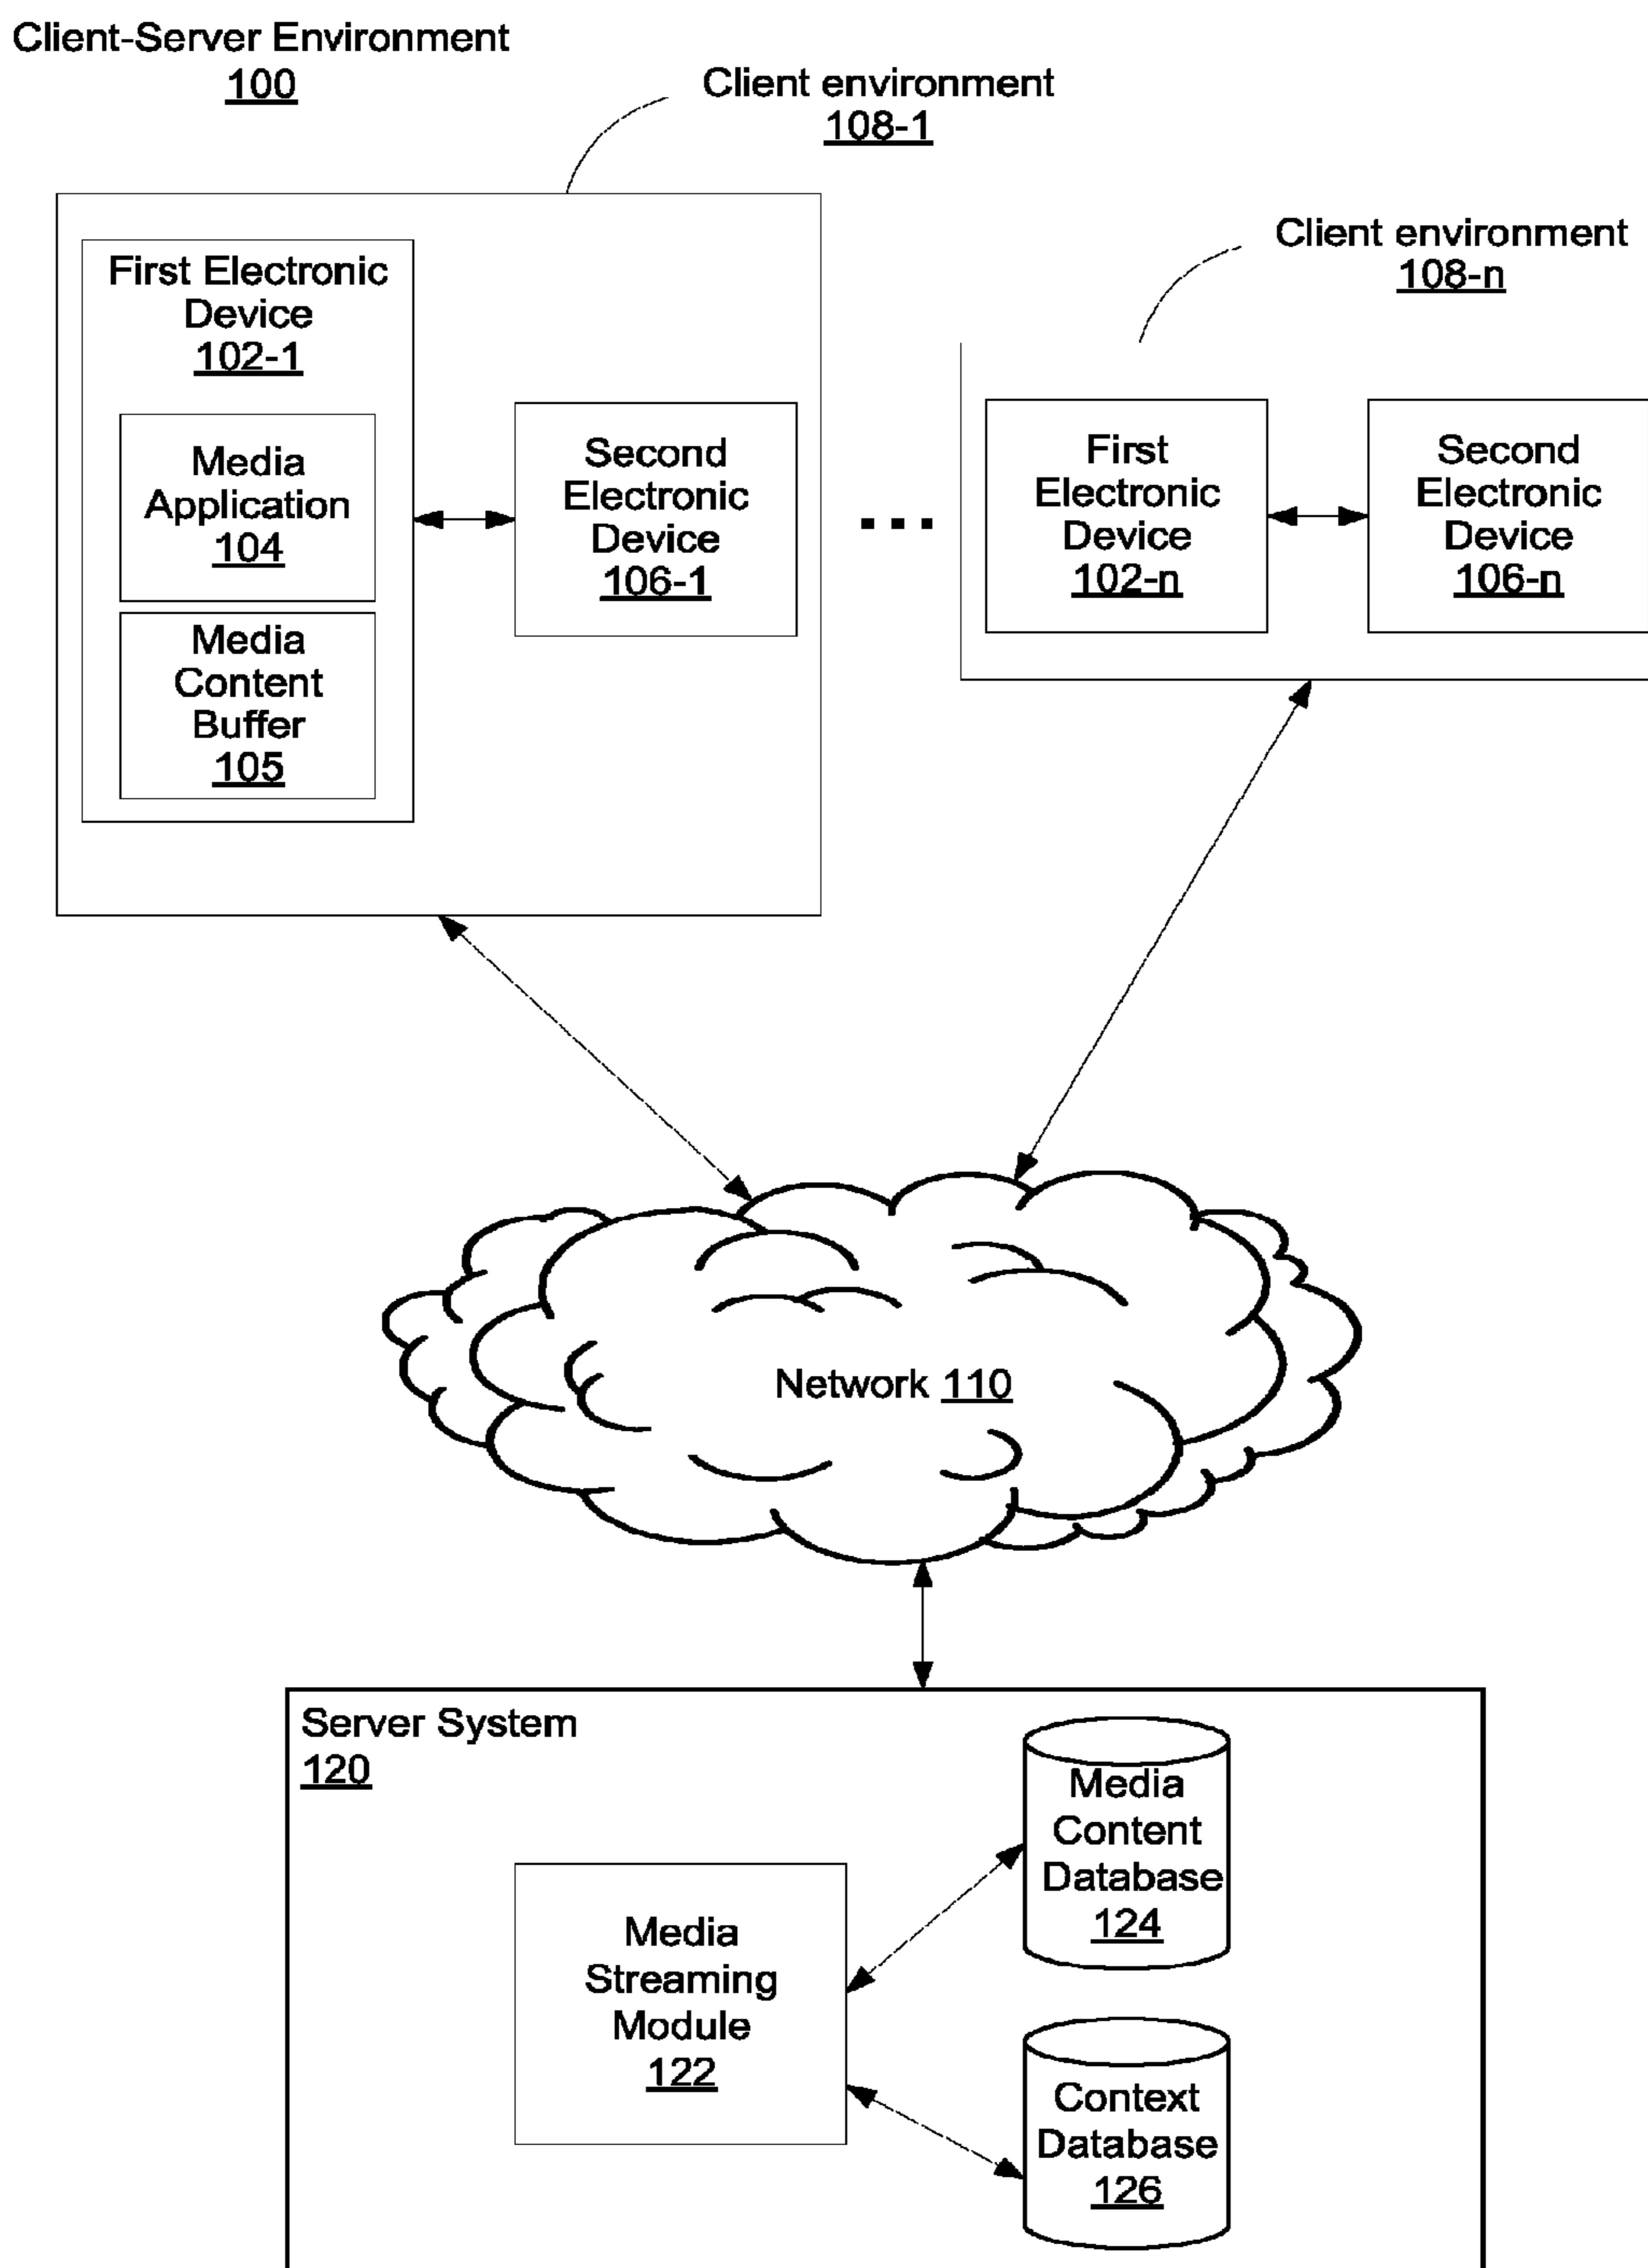 Client-Server Environment
100
Client environment
108-1
Client environment
108-n
First Electronic
Device
102-1
Media
Application
104
Media
Content
Buffer
105
Second
Electronic
Device
106-1
...
First
Electronic
Device
102-n
Second
Electronic
Device
106-n
Network 110
Server System
120
Media
Streaming
Module
122
Media
Content
Database
124
Context
Database
126